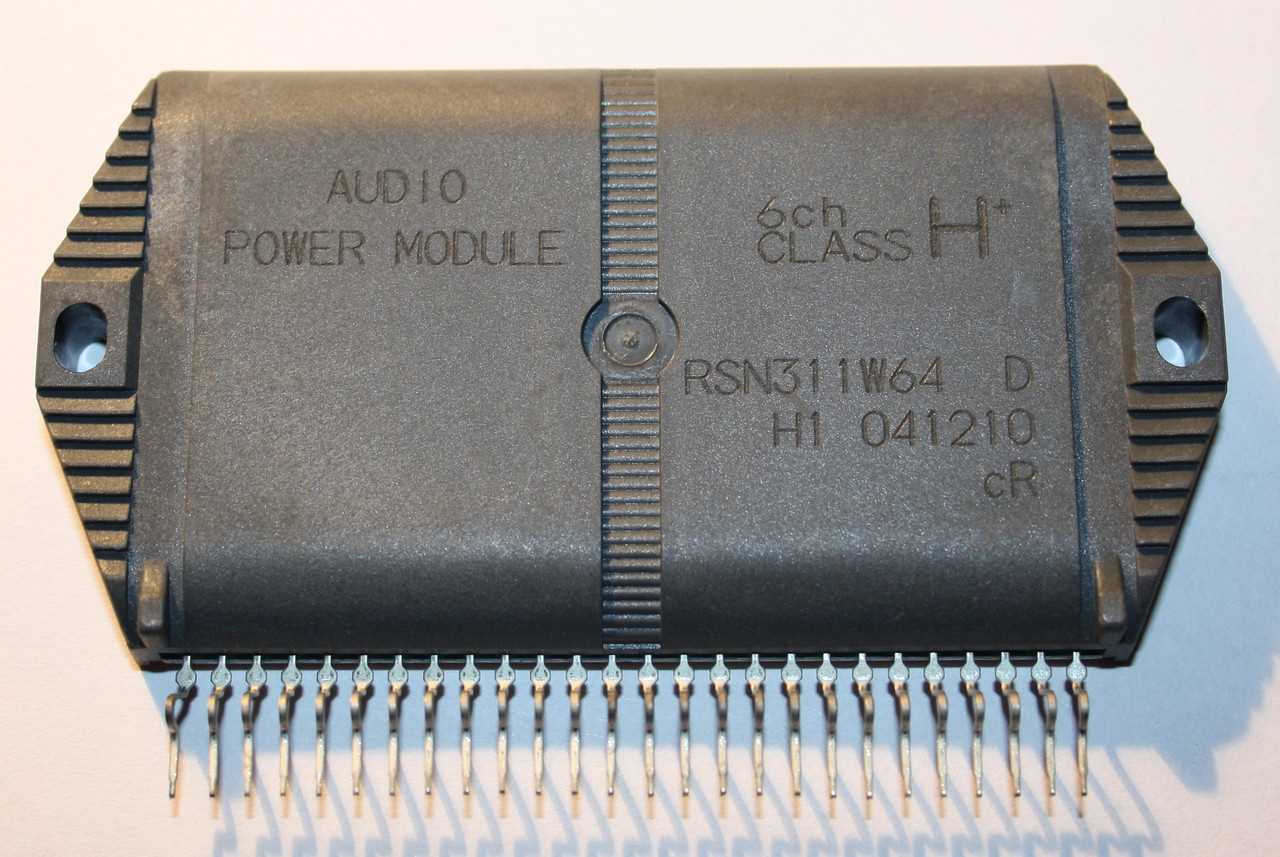 AUDIO
POWER MODULE
6ch
CLASS H+
RSN311W64 D
H1 041210
cR